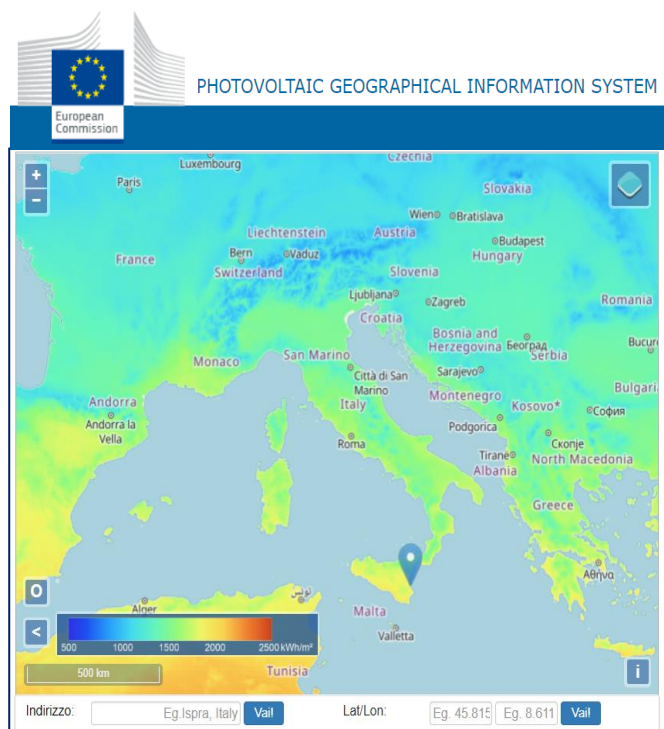 PHOTOVOLTAIC GEOGRAPHICAL INFORMATION SYSTEM
European
Commission
+
−
Luxembourg
Czechia
Paris
Slovakia
Wien
Bratislava
Liechtenstein
Austria
Budapest
France
Bern
Vaduz
Hungary
Switzerland
Slovenia
Ljubljana
Zagreb
Romania
Croatia
Bosnia and
Herzegovina
Београд
Serbia
Bucur
Monaco
San Marino
Città di San
Marino
Sarajevo
Andorra
Italy
Montenegro
Kosovo*
Bulgari
София
Andorra la
Vella
Roma
Podgorica
Скопје
Tiranë
North Macedonia
Albania
Greece
Αθήνα
O
Alger
تونس
Malta
<
500 1000 1500 2000 2500 kWh/m²
Valletta
500 km
Tunisia
i
Indirizzo: Eg.Ispra, Italy Vai! Lat/Lon: Eg. 45.815 Eg. 8.611 Vai!